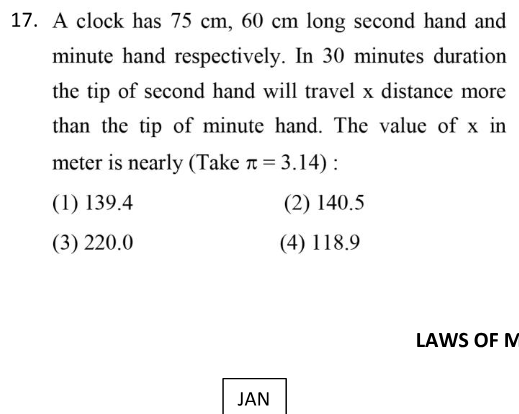 17. A clock has 75 cm, 60 cm long second hand and
minute hand respectively. In 30 minutes duration
the tip of second hand will travel x distance more
than the tip of minute hand. The value of x in
meter is nearly (Take π = 3.14) :
(1) 139.4 (2) 140.5
(3) 220.0 (4) 118.9
LAWS OF M
JAN